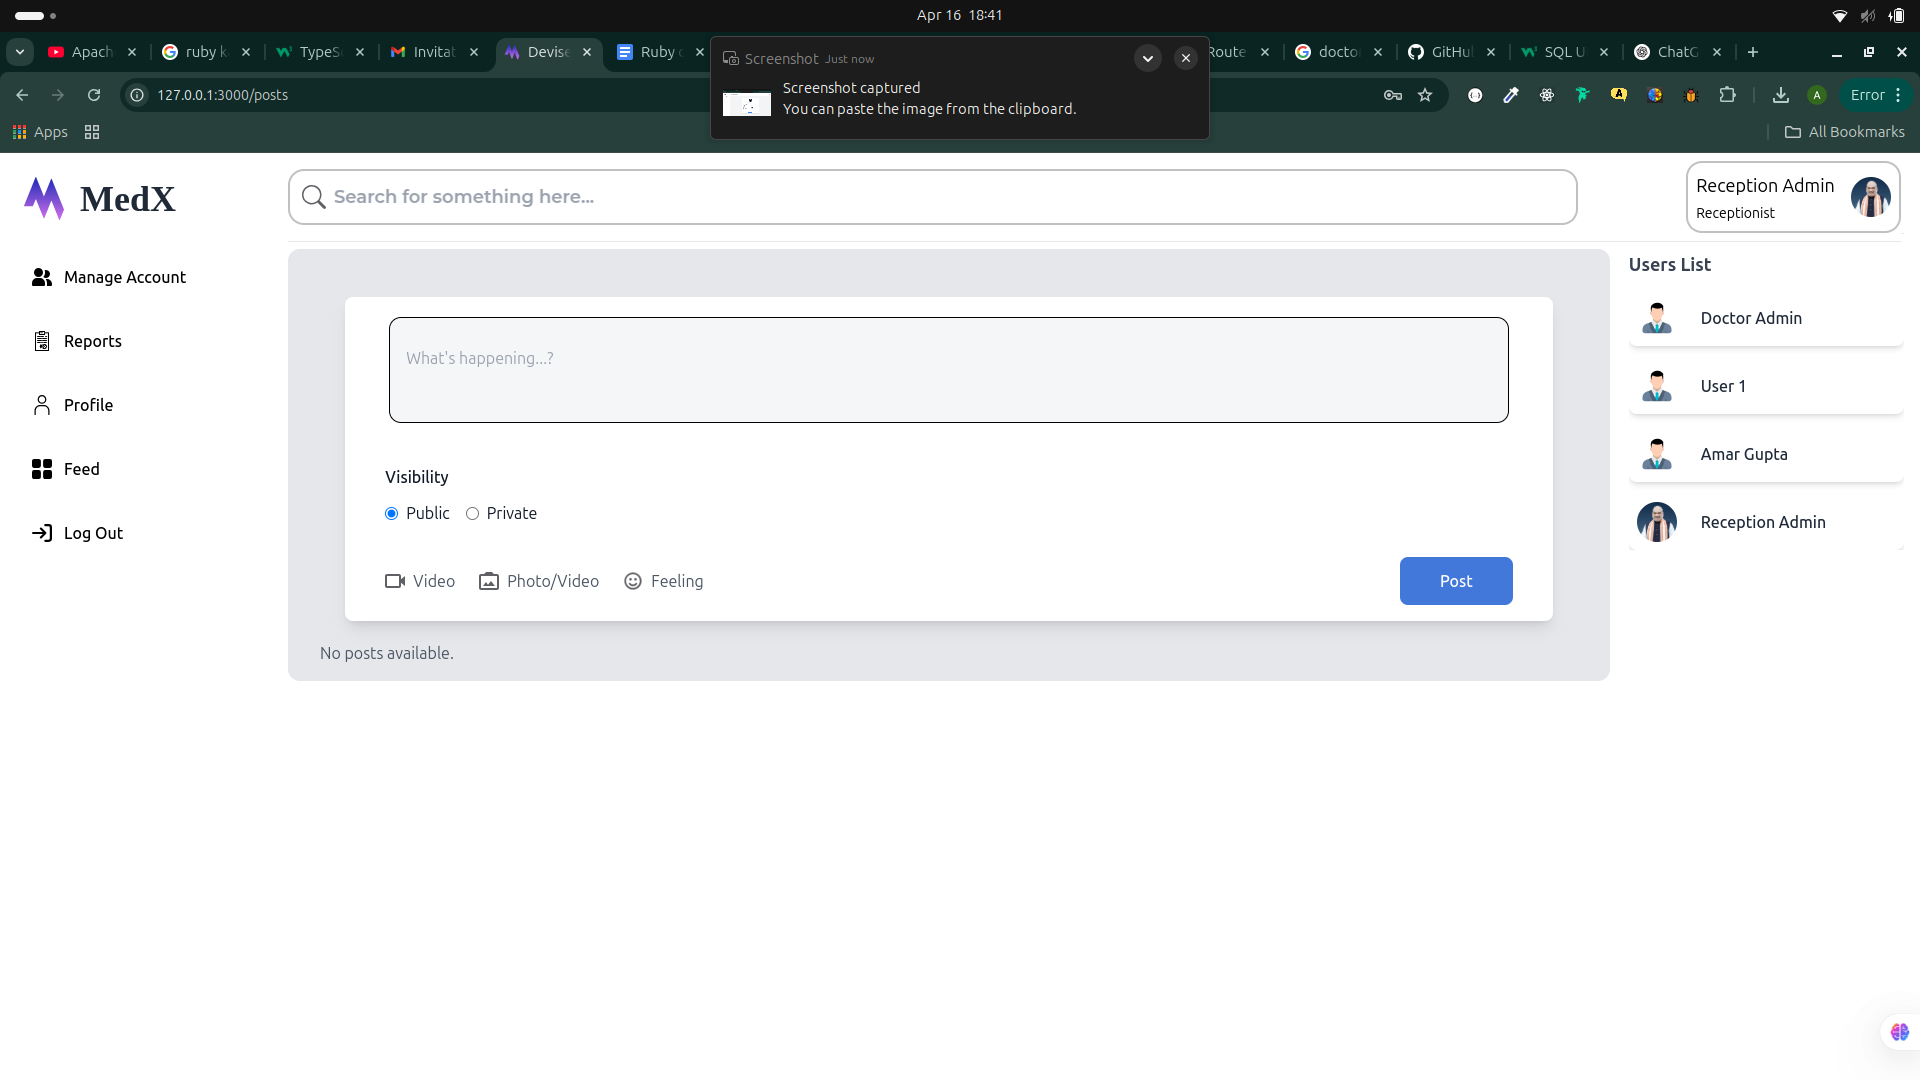 Apr 16 18:41
Apach
ruby k
TypeS
Invitat
Devise
Ruby
Route
docto
GitHu
SQL U
ChatG
Screenshot Just now
Screenshot captured
You can paste the image from the clipboard.
127.0.0.1:3000/posts
A
Error
Apps
All Bookmarks
MedX
Search for something here...
Reception Admin
Receptionist
Manage Account
Reports
Profile
Feed
Log Out
What's happening...?
Visibility
Public
Private
Video
Photo/Video
Feeling
Post
No posts available.
Users List
Doctor Admin
User 1
Amar Gupta
Reception Admin